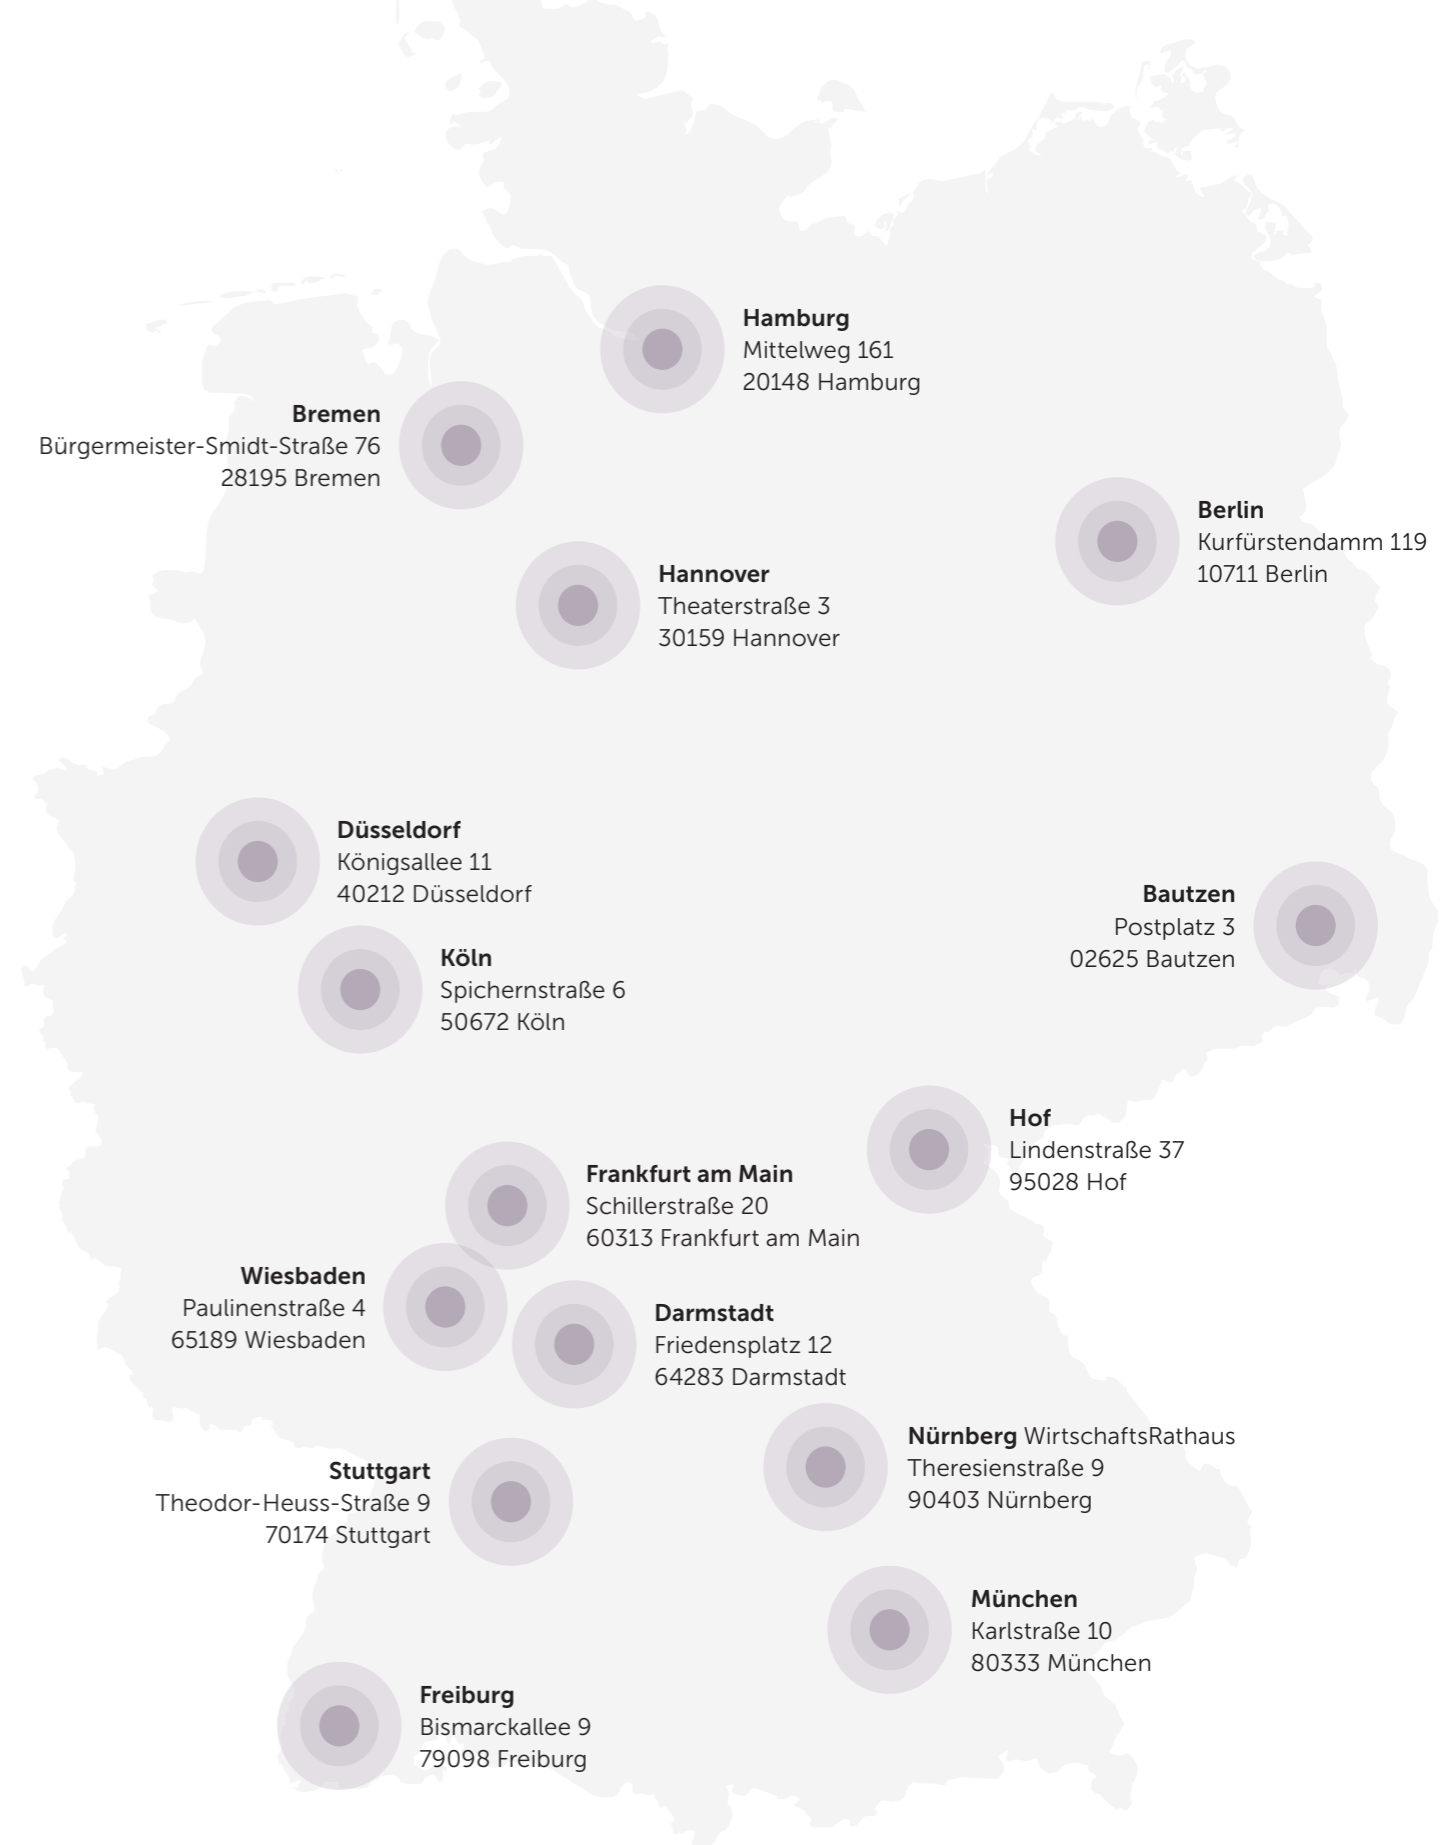 Hamburg
Mittelweg 161
20148 Hamburg
Bremen
Bürgermeister-Smidt-Straße 76
28195 Bremen
Berlin
Kurfürstendamm 119
10711 Berlin
Hannover
Theaterstraße 3
30159 Hannover
Düsseldorf
Königsallee 11
40212 Düsseldorf
Bautzen
Postplatz 3
02625 Bautzen
Köln
Spichernstraße 6
50672 Köln
Hof
Lindenstraße 37
95028 Hof
Frankfurt am Main
Schillerstraße 20
60313 Frankfurt am Main
Wiesbaden
Paulinenstraße 4
65189 Wiesbaden
Darmstadt
Friedensplatz 12
64283 Darmstadt
Nürnberg WirtschaftsRathaus
Theresienstraße 9
90403 Nürnberg
Stuttgart
Theodor-Heuss-Straße 9
70174 Stuttgart
München
Karlstraße 10
80333 München
Freiburg
Bismarckallee 9
79098 Freiburg